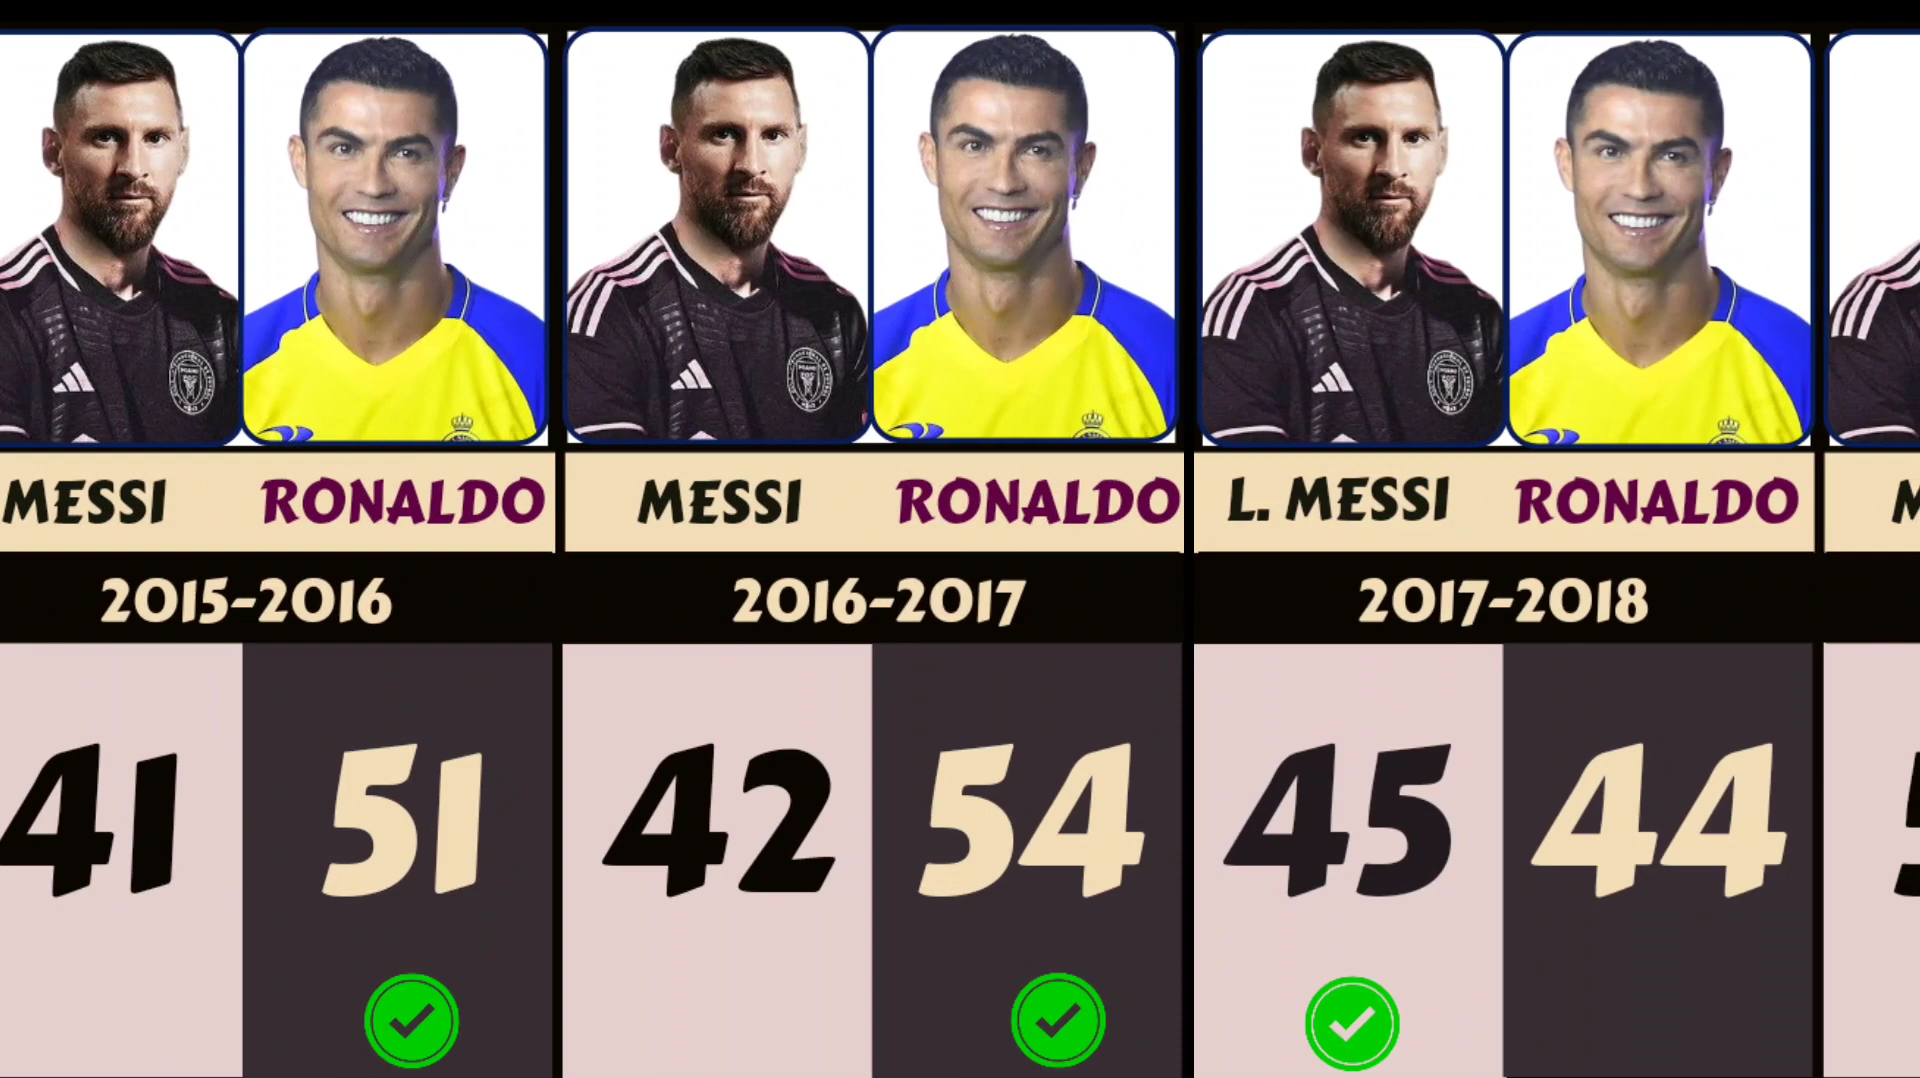 MESSI RONALDO
2015-2016
41 51
MESSI RONALDO
2016-2017
42 54
L. MESSI RONALDO
2017-2018
45 44